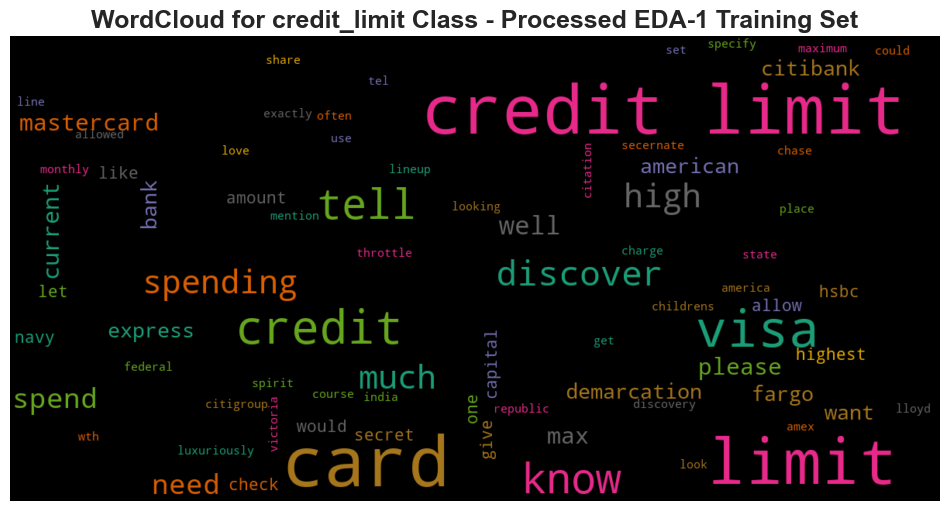 WordCloud for credit_limit Class - Processed EDA-1 Training Set
share
set
specify
maximum
could
citibank
tel
line
credit limit
mastercard
exactly
often
allowed
use
love
secernate
chase
citation
american
monthly
like
lineup
high
current
bank
amount
tell
mention
looking
well
place
throttle
charge
state
spending
discover
let
america
hsbc
childrens
allow
navy
express
credit
visa
get
highest
capital
please
federal
much
spirit
demarcation
fargo
spend
course
india
citigroup
one
republic
discovery
want
lloyd
victoria
would
secret
give
max
amex
wth
luxuriously
card
know
look
limit
need
check